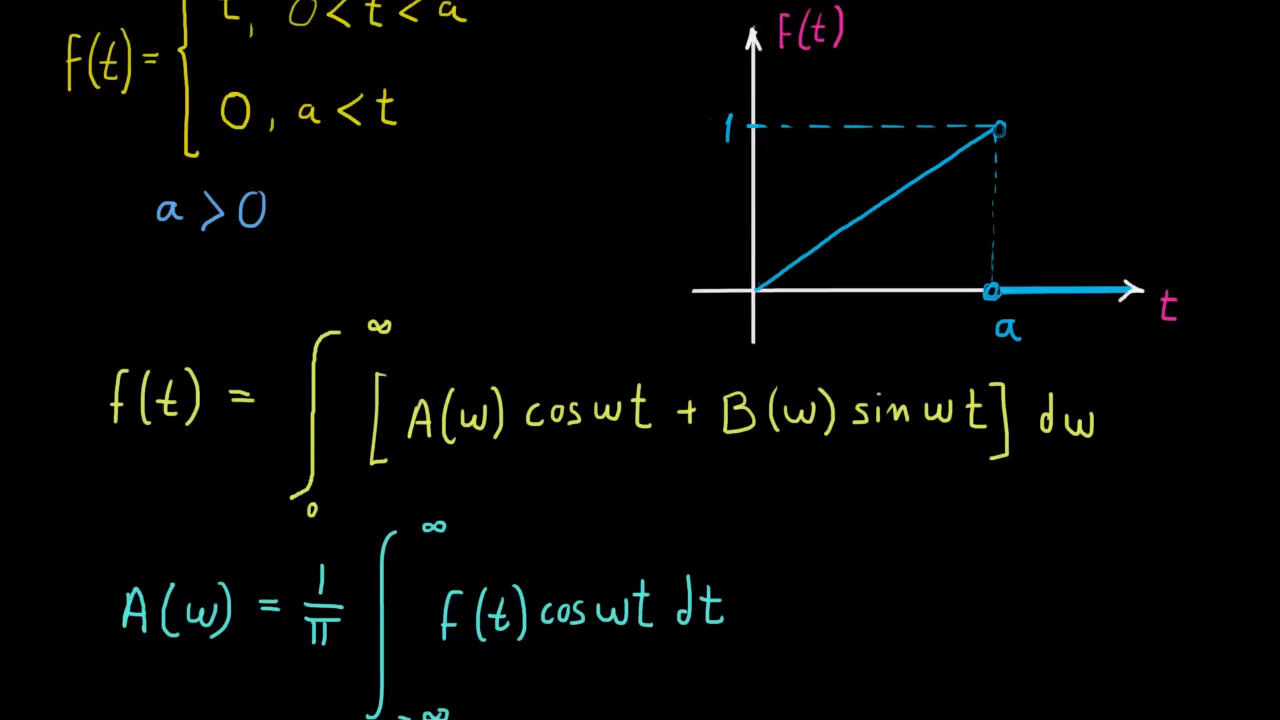 t, 0 < t < a
F(t) = {
0, a < t
a > 0
F(t)
1
a
t
f(t) = ∫₀^∞ [A(w) cos wt + B(w) sin wt] dw
A(w) = 1/π ∫_{-∞}^∞ f(t) cos wt dt